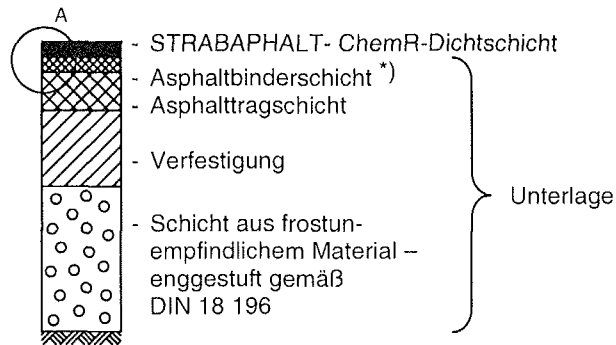 A
- STRABAPHALT- ChemR-Dichtschicht
- Asphaltbinderschicht *)
- Asphalttragschicht
- Verfestigung
Unterlage
- Schicht aus frostun-
empfindlichem Material –
enggestuft gemäß
DIN 18 196